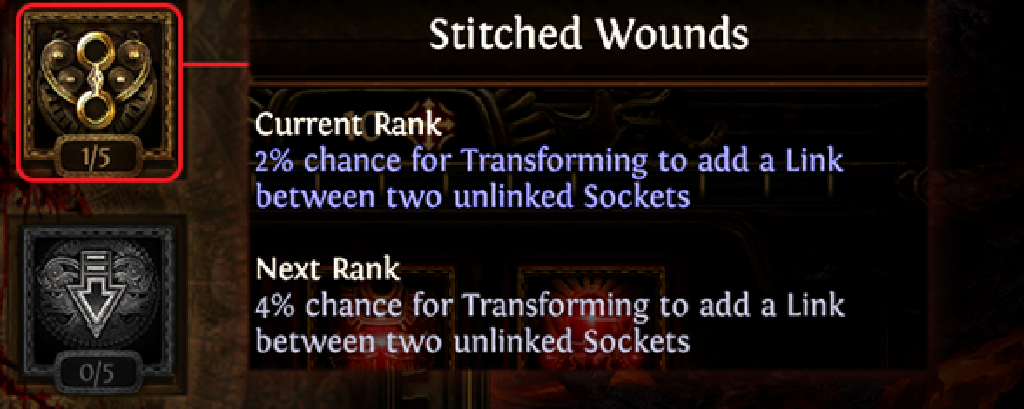 Stitched Wounds
1/5
Current Rank
2% chance for Transforming to add a Link
between two unlinked Sockets
Next Rank
4% chance for Transforming to add a Link
between two unlinked Sockets
0/5